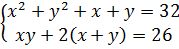 x² + y² + x + y = 32
xy + 2(x + y) = 26